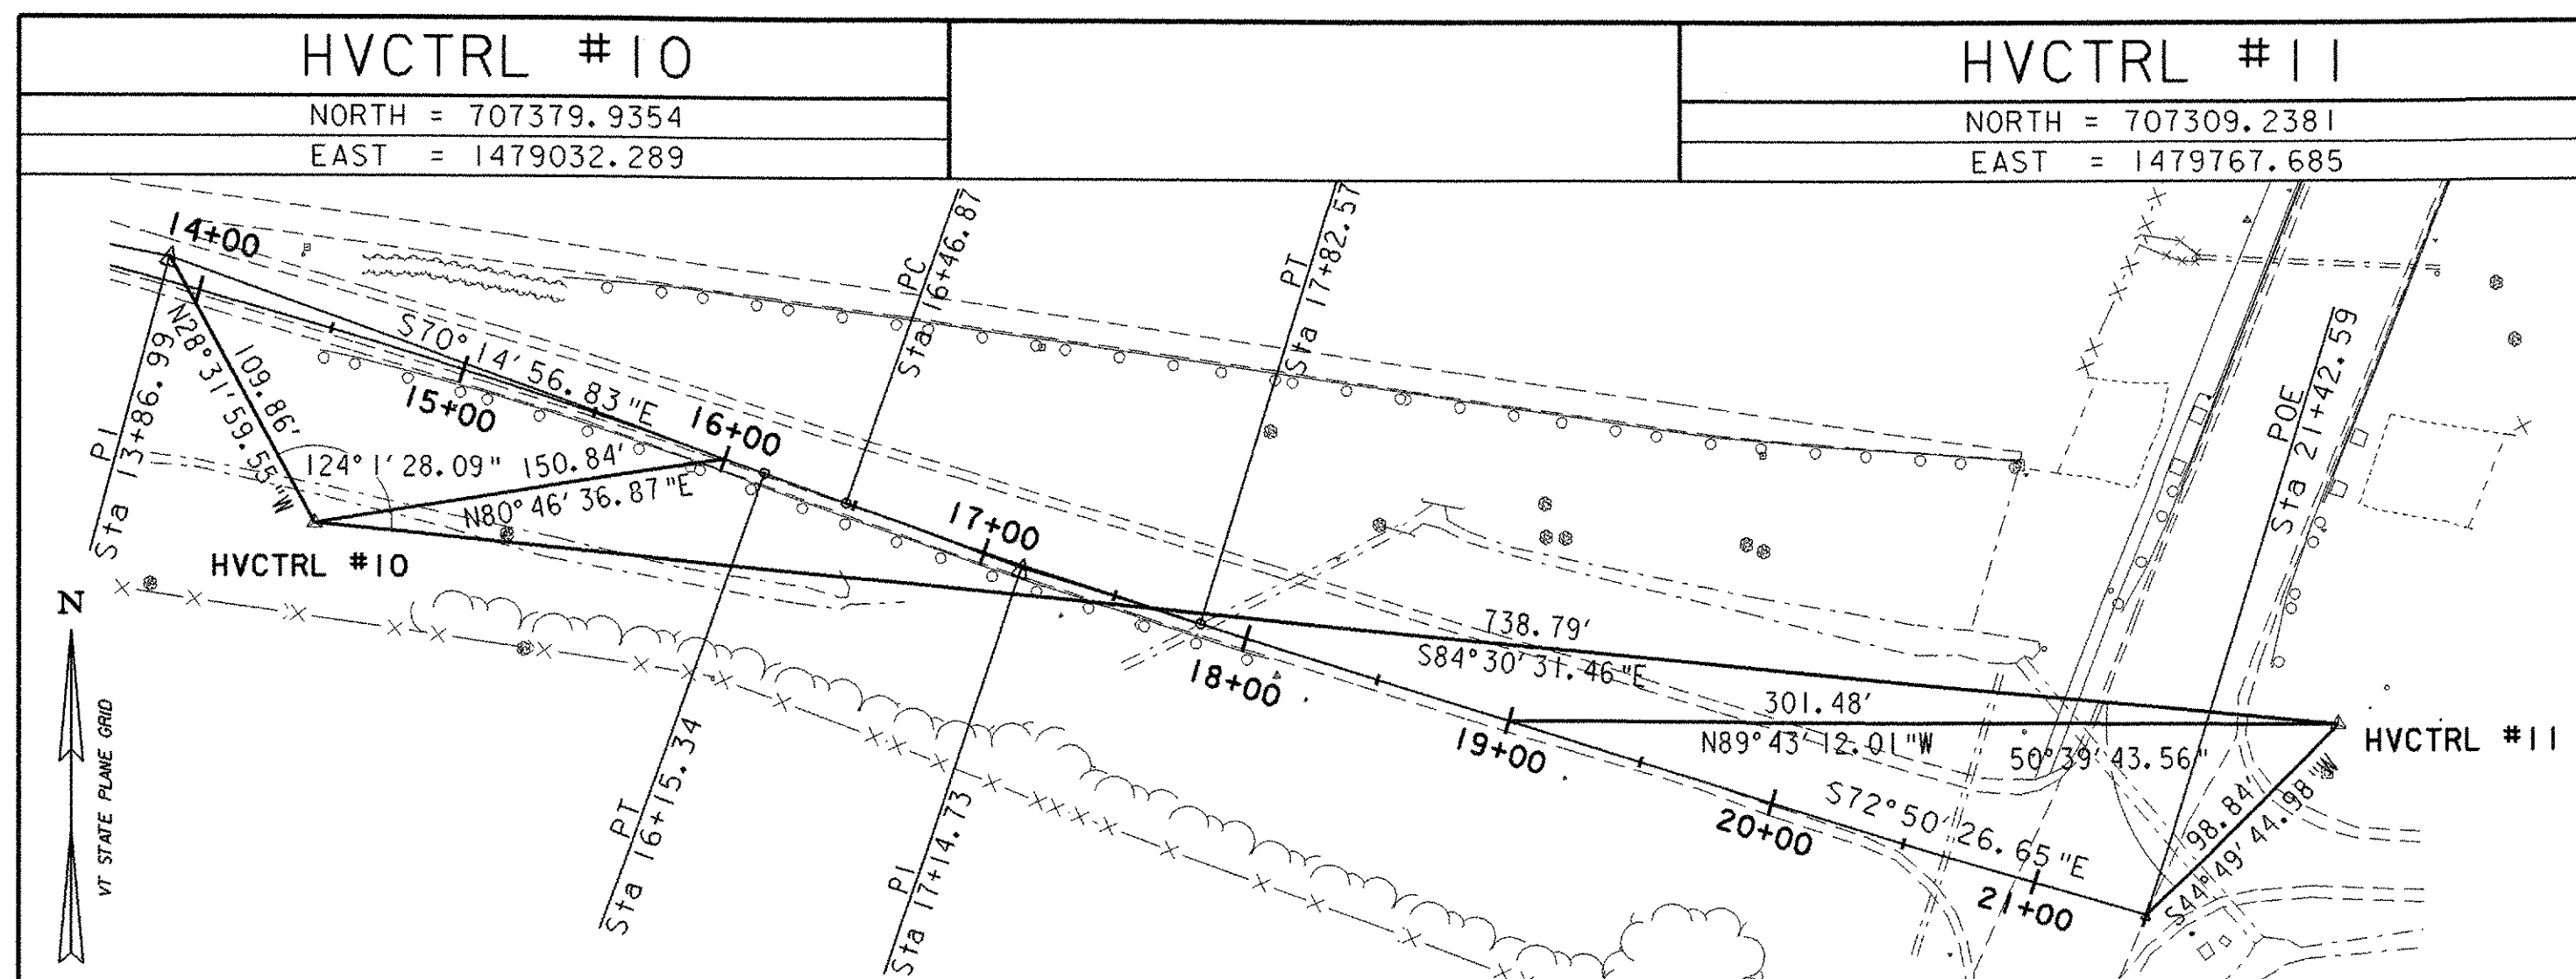 HVCTRL #10
NORTH = 707379.9354
EAST = 1479032.289
HVCTRL #11
NORTH = 707309.2381
EAST = 1479767.685
14+00
PI
Sta 13+86.99
N28°31'59.55"W
109.86'
S70°14'56.83"E
15+00
124°1'28.09"
150.84'
N80°46'36.87"E
16+00
PC
Sta 16+46.87
PT
Sta 17+82.57
HVCTRL #10
17+00
PT
Sta 16+15.34
PI
Sta 17+14.73
18+00
738.79'
S84°30'31.46"E
301.48'
N89°43'12.01"W
19+00
50°39'43.56"
HVCTRL #11
POE
Sta 21+42.59
20+00
S72°50'26.65"E
98.84'
S44°49'44.98"W
21+00
N
VT STATE PLANE GRID